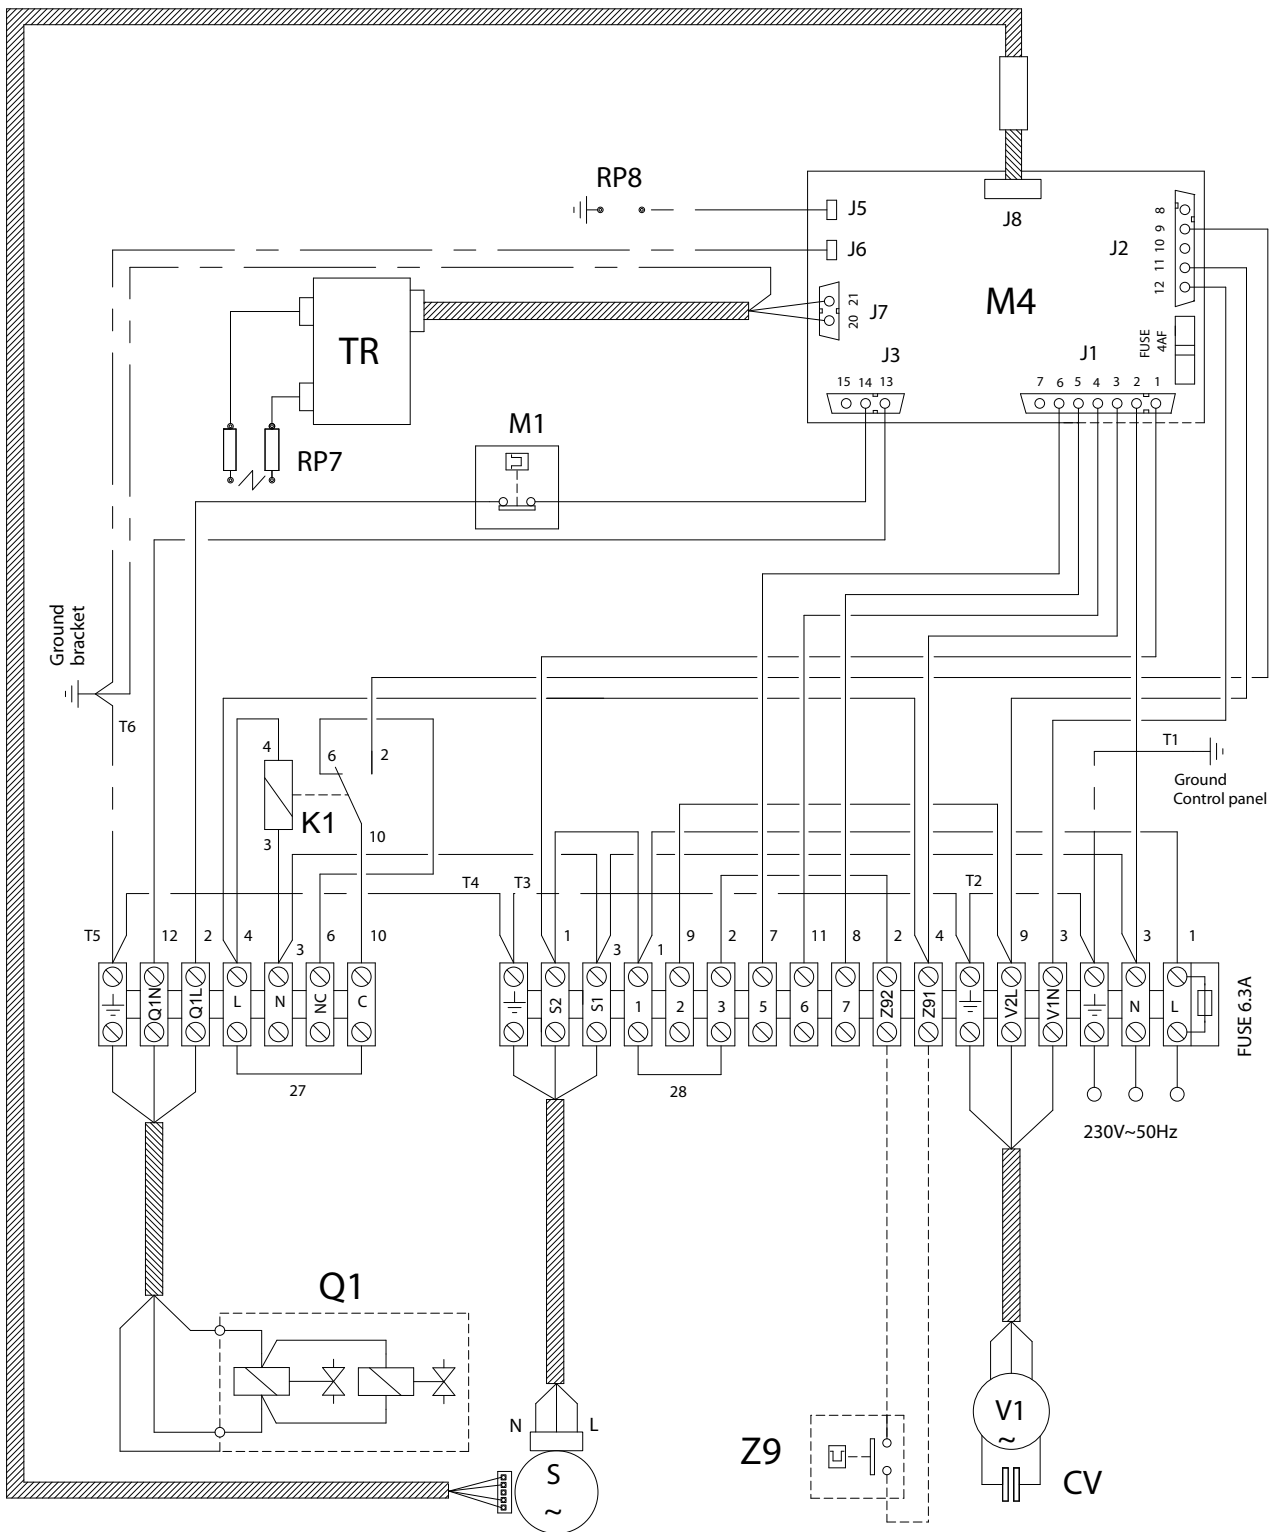 RP8
J5
J8
J6
J2
8
9
10
11
12
M4
21
20
J7
TR
FUSE
4AF
J3
J1
15 14 13
7 6 5 4 3 2 1
M1
RP7
Ground
bracket
T6
T1
Ground
Control panel
4
6
2
K1
10
3
T4
T3
T2
T5
12
2
4
3
6
10
1
3
1
9
2
7
11
8
2
4
9
3
3
1
Q1N
Q1L
L
N
NC
C
S2
S1
1
2
3
5
6
7
Z92
Z91
V2L
V1N
N
L
FUSE 6.3A
27
28
230V~50Hz
Q1
N
L
S
~
Z9
V1
~
CV